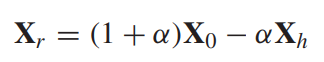 X_r = (1 + α)X_0 − αX_h